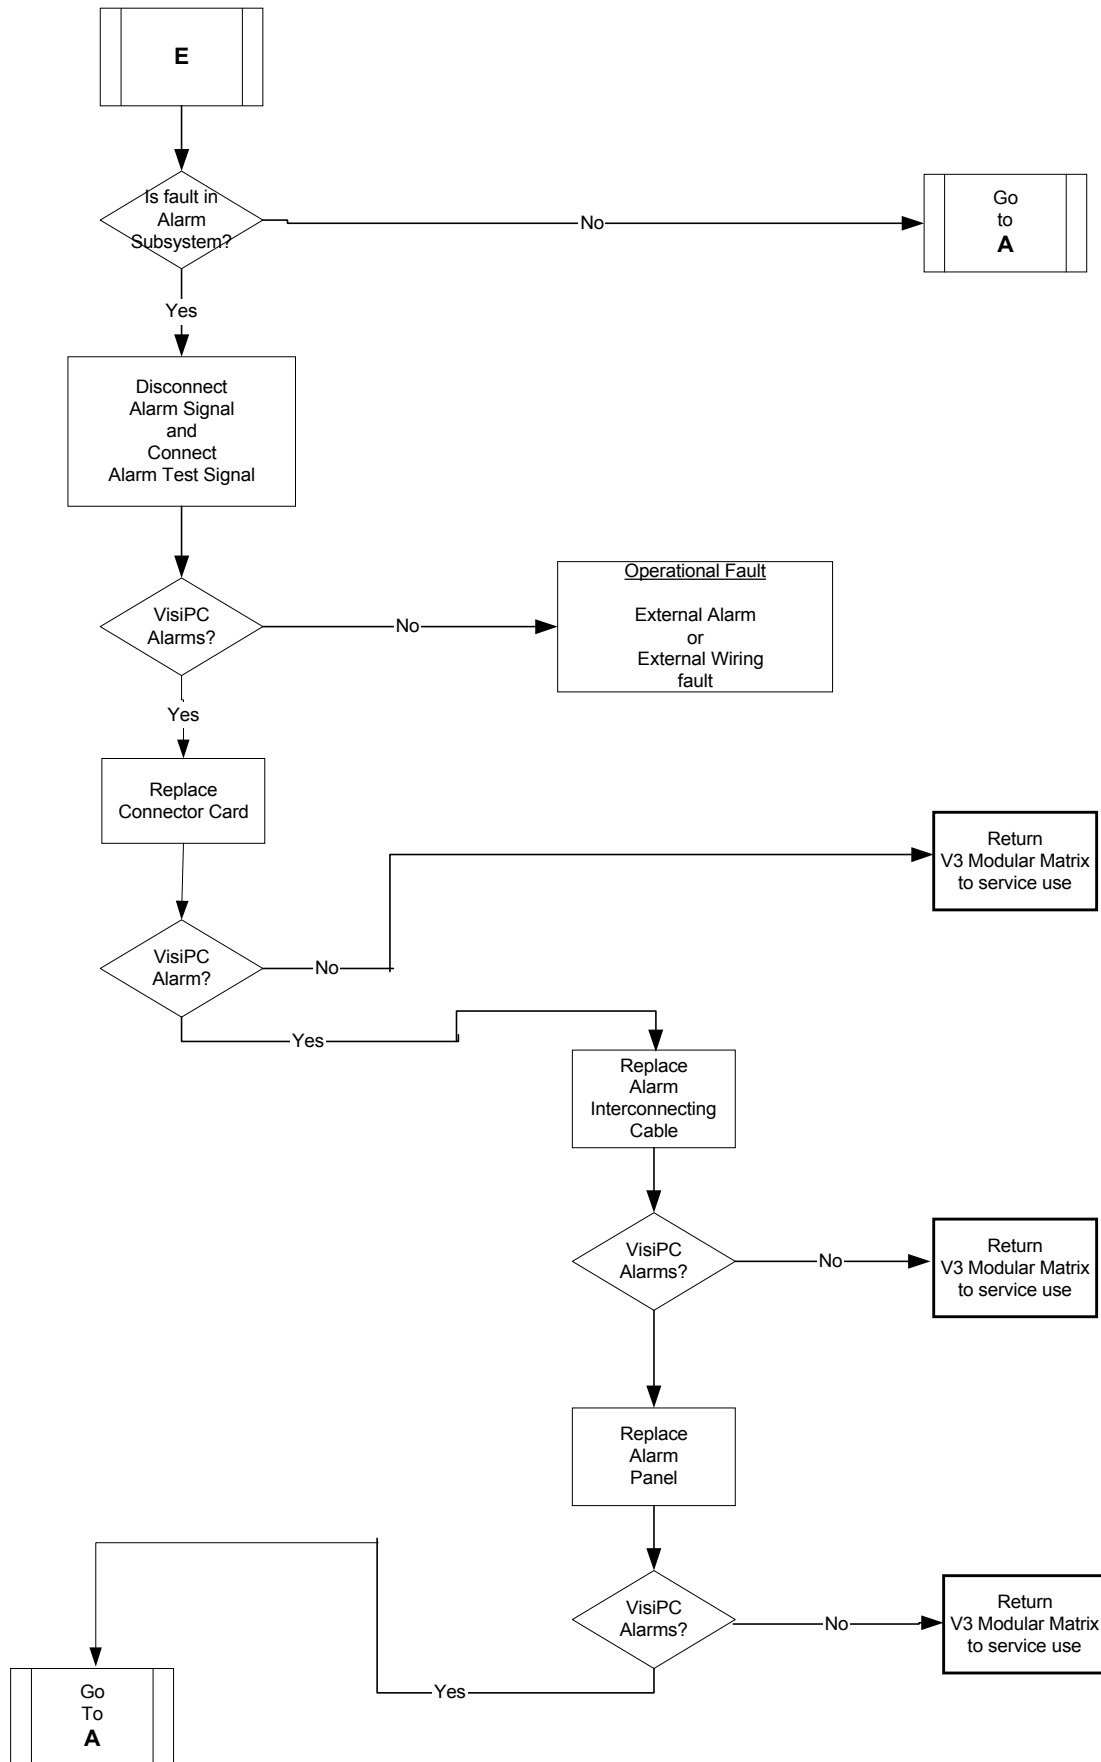 E
Is fault in
Alarm
Subsystem?
No
Go
to
A
Yes
Disconnect
Alarm Signal
and
Connect
Alarm Test Signal
VisiPC
Alarms?
No
Operational Fault
External Alarm
or
External Wiring
fault
Yes
Replace
Connector Card
Return
V3 Modular Matrix
to service use
VisiPC
Alarm?
No
Yes
Replace
Alarm
Interconnecting
Cable
VisiPC
Alarms?
No
Return
V3 Modular Matrix
to service use
Replace
Alarm
Panel
VisiPC
Alarms?
No
Return
V3 Modular Matrix
to service use
Yes
Go
To
A